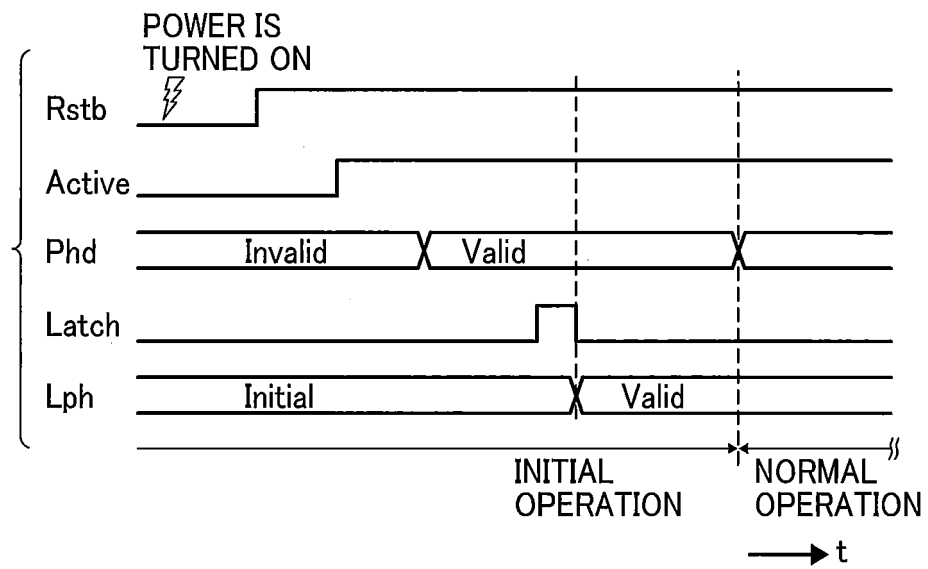 POWER IS
TURNED ON
Rstb
Active
Phd
Invalid
Valid
Latch
Lph
Initial
Valid
INITIAL
OPERATION
NORMAL
OPERATION
t